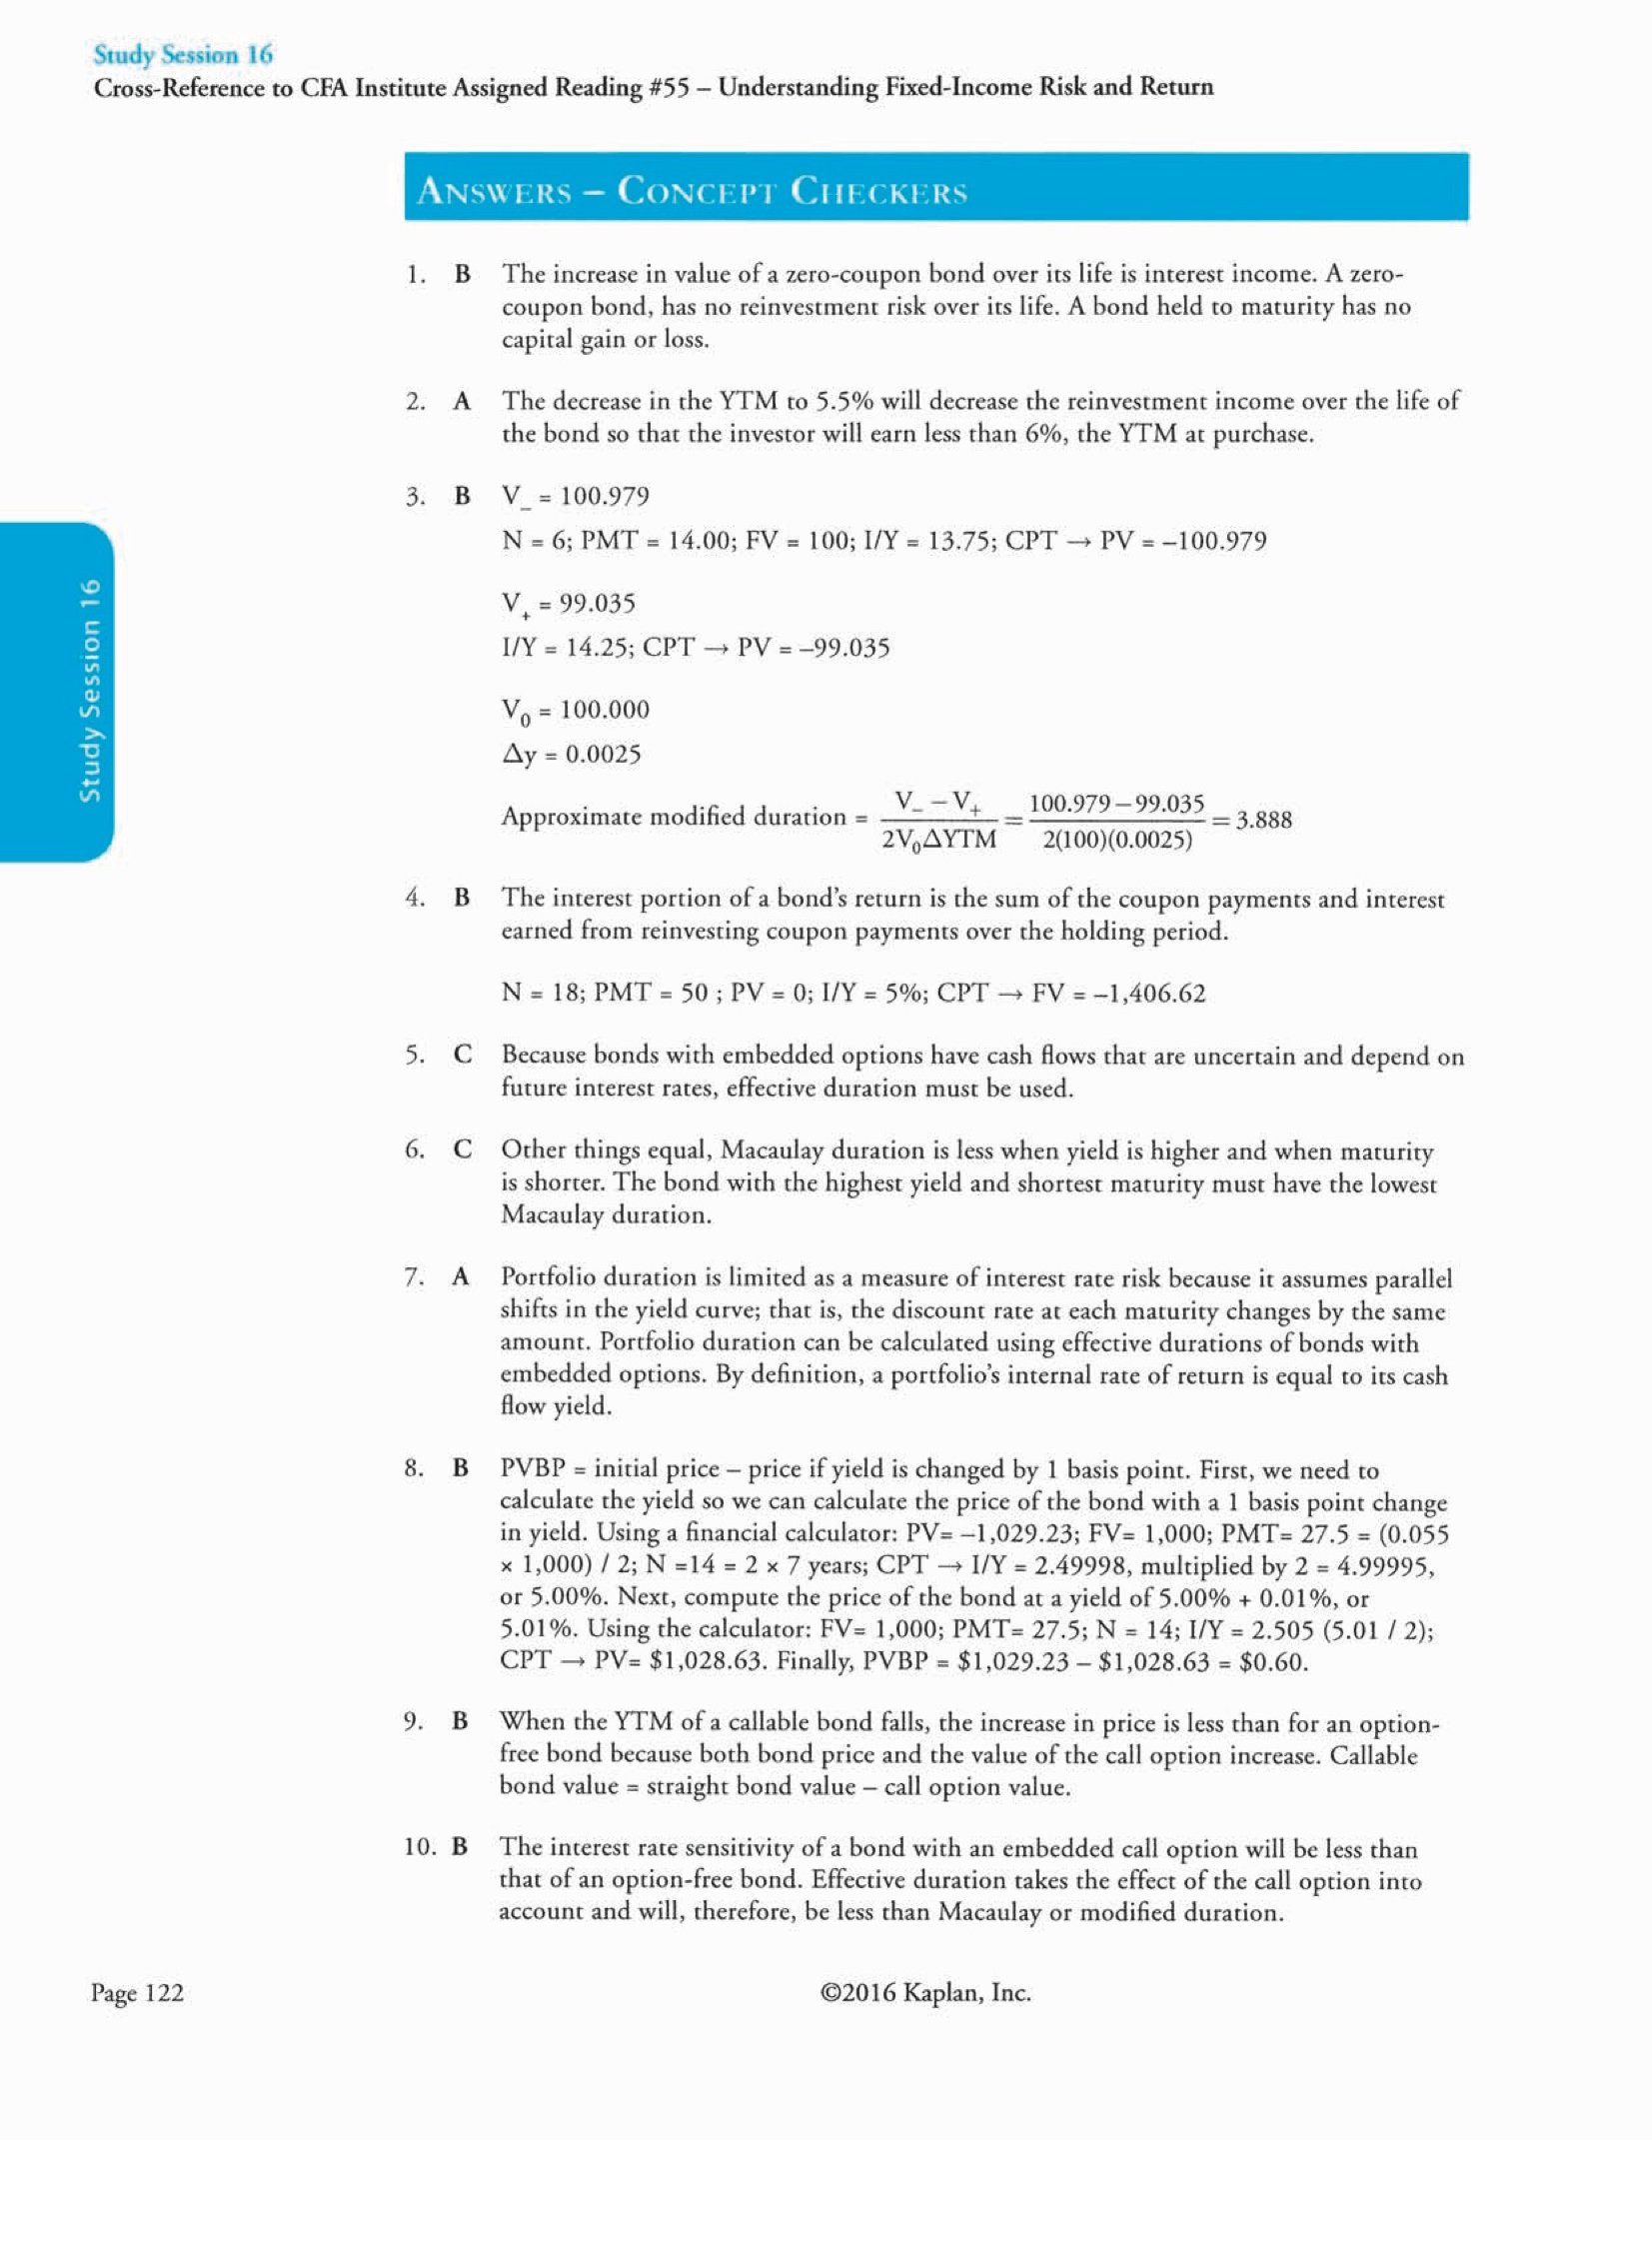 Study Session 16
Cross-Reference to CFA Institute Assigned Reading #55 – Understanding Fixed-Income Risk and Return
ANSWERS – CONCEPT CHECKERS
1. B The increase in value of a zero-coupon bond over its life is interest income. A zero-
coupon bond, has no reinvestment risk over its life. A bond held to maturity has no
capital gain or loss.
2. A The decrease in the YTM to 5.5% will decrease the reinvestment income over the life of
the bond so that the investor will earn less than 6%, the YTM at purchase.
3. B V_ = 100.979
N = 6; PMT = 14.00; FV = 100; I/Y = 13.75; CPT → PV = –100.979
V+ = 99.035
I/Y = 14.25; CPT → PV = –99.035
V0 = 100.000
Δy = 0.0025
Approximate modified duration = V_ – V+ / 2V0ΔYTM = 100.979 – 99.035 / 2(100)(0.0025) = 3.888
4. B The interest portion of a bond's return is the sum of the coupon payments and interest
earned from reinvesting coupon payments over the holding period.
N = 18; PMT = 50 ; PV = 0; I/Y = 5%; CPT → FV = –1,406.62
5. C Because bonds with embedded options have cash flows that are uncertain and depend on
future interest rates, effective duration must be used.
6. C Other things equal, Macaulay duration is less when yield is higher and when maturity
is shorter. The bond with the highest yield and shortest maturity must have the lowest
Macaulay duration.
7. A Portfolio duration is limited as a measure of interest rate risk because it assumes parallel
shifts in the yield curve; that is, the discount rate at each maturity changes by the same
amount. Portfolio duration can be calculated using effective durations of bonds with
embedded options. By definition, a portfolio's internal rate of return is equal to its cash
flow yield.
8. B PVBP = initial price – price if yield is changed by 1 basis point. First, we need to
calculate the yield so we can calculate the price of the bond with a 1 basis point change
in yield. Using a financial calculator: PV= –1,029.23; FV= 1,000; PMT= 27.5 = (0.055
× 1,000) / 2; N =14 = 2 × 7 years; CPT → I/Y = 2.49998, multiplied by 2 = 4.99995,
or 5.00%. Next, compute the price of the bond at a yield of 5.00% + 0.01%, or
5.01%. Using the calculator: FV= 1,000; PMT= 27.5; N = 14; I/Y = 2.505 (5.01 / 2);
CPT → PV= $1,028.63. Finally, PVBP = $1,029.23 – $1,028.63 = $0.60.
9. B When the YTM of a callable bond falls, the increase in price is less than for an option-
free bond because both bond price and the value of the call option increase. Callable
bond value = straight bond value – call option value.
10. B The interest rate sensitivity of a bond with an embedded call option will be less than
that of an option-free bond. Effective duration takes the effect of the call option into
account and will, therefore, be less than Macaulay or modified duration.
Study Session 16
Page 122
©2016 Kaplan, Inc.